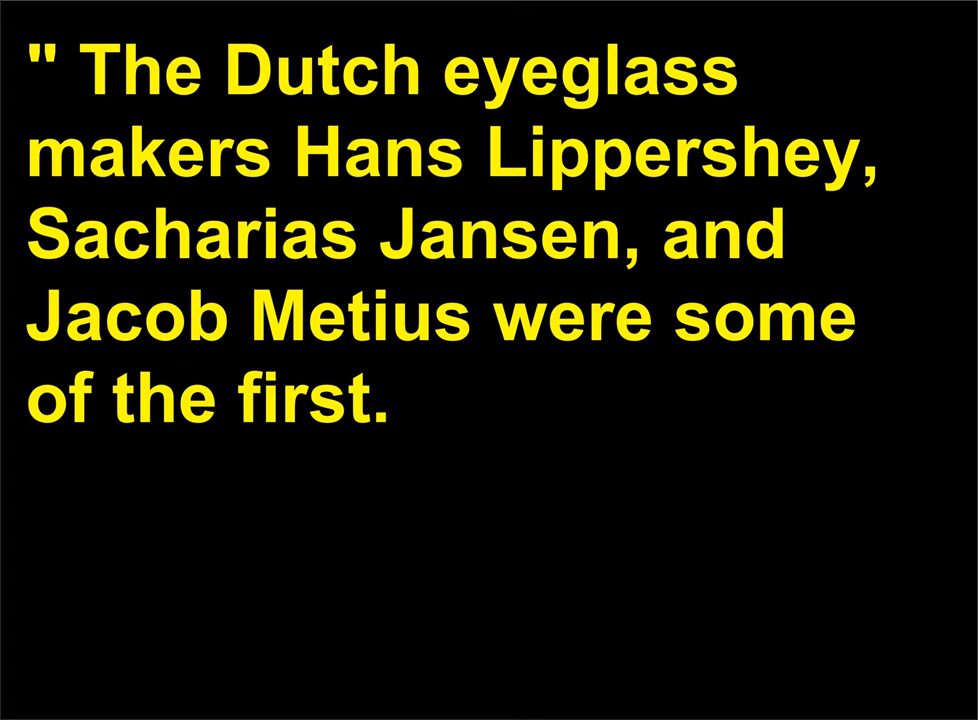 " The Dutch eyeglass
makers Hans Lippershey,
Sacharias Jansen, and
Jacob Metius were some
of the first.